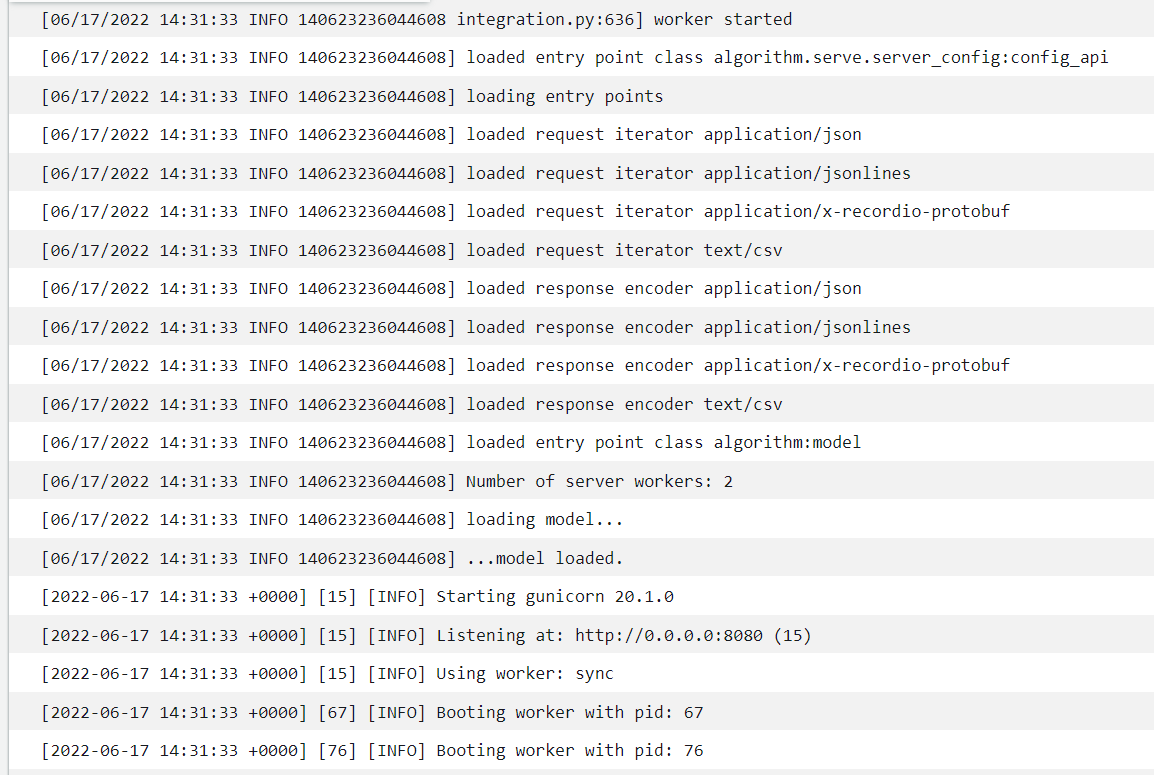 [06/17/2022 14:31:33 INFO 140623236044608 integration.py:636] worker started
[06/17/2022 14:31:33 INFO 140623236044608] loaded entry point class algorithm.serve.server_config:config_api
[06/17/2022 14:31:33 INFO 140623236044608] loading entry points
[06/17/2022 14:31:33 INFO 140623236044608] loaded request iterator application/json
[06/17/2022 14:31:33 INFO 140623236044608] loaded request iterator application/jsonlines
[06/17/2022 14:31:33 INFO 140623236044608] loaded request iterator application/x-recordio-protobuf
[06/17/2022 14:31:33 INFO 140623236044608] loaded request iterator text/csv
[06/17/2022 14:31:33 INFO 140623236044608] loaded response encoder application/json
[06/17/2022 14:31:33 INFO 140623236044608] loaded response encoder application/jsonlines
[06/17/2022 14:31:33 INFO 140623236044608] loaded response encoder application/x-recordio-protobuf
[06/17/2022 14:31:33 INFO 140623236044608] loaded response encoder text/csv
[06/17/2022 14:31:33 INFO 140623236044608] loaded entry point class algorithm:model
[06/17/2022 14:31:33 INFO 140623236044608] Number of server workers: 2
[06/17/2022 14:31:33 INFO 140623236044608] loading model...
[06/17/2022 14:31:33 INFO 140623236044608] ...model loaded.
[2022-06-17 14:31:33 +0000] [15] [INFO] Starting gunicorn 20.1.0
[2022-06-17 14:31:33 +0000] [15] [INFO] Listening at: http://0.0.0.0:8080 (15)
[2022-06-17 14:31:33 +0000] [15] [INFO] Using worker: sync
[2022-06-17 14:31:33 +0000] [67] [INFO] Booting worker with pid: 67
[2022-06-17 14:31:33 +0000] [76] [INFO] Booting worker with pid: 76